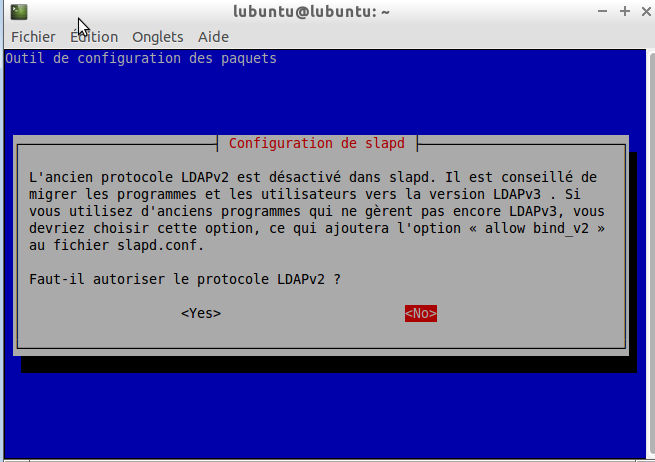 lubuntu@lubuntu: ~
Fichier Edition Onglets Aide
Outil de configuration des paquets
Configuration de slapd
L'ancien protocole LDAPv2 est désactivé dans slapd. Il est conseillé de
migrer les programmes et les utilisateurs vers la version LDAPv3 . Si
vous utilisez d'anciens programmes qui ne gèrent pas encore LDAPv3, vous
devriez choisir cette option, ce qui ajoutera l'option « allow bind_v2 »
au fichier slapd.conf.
Faut-il autoriser le protocole LDAPv2 ?
<Yes> <No>